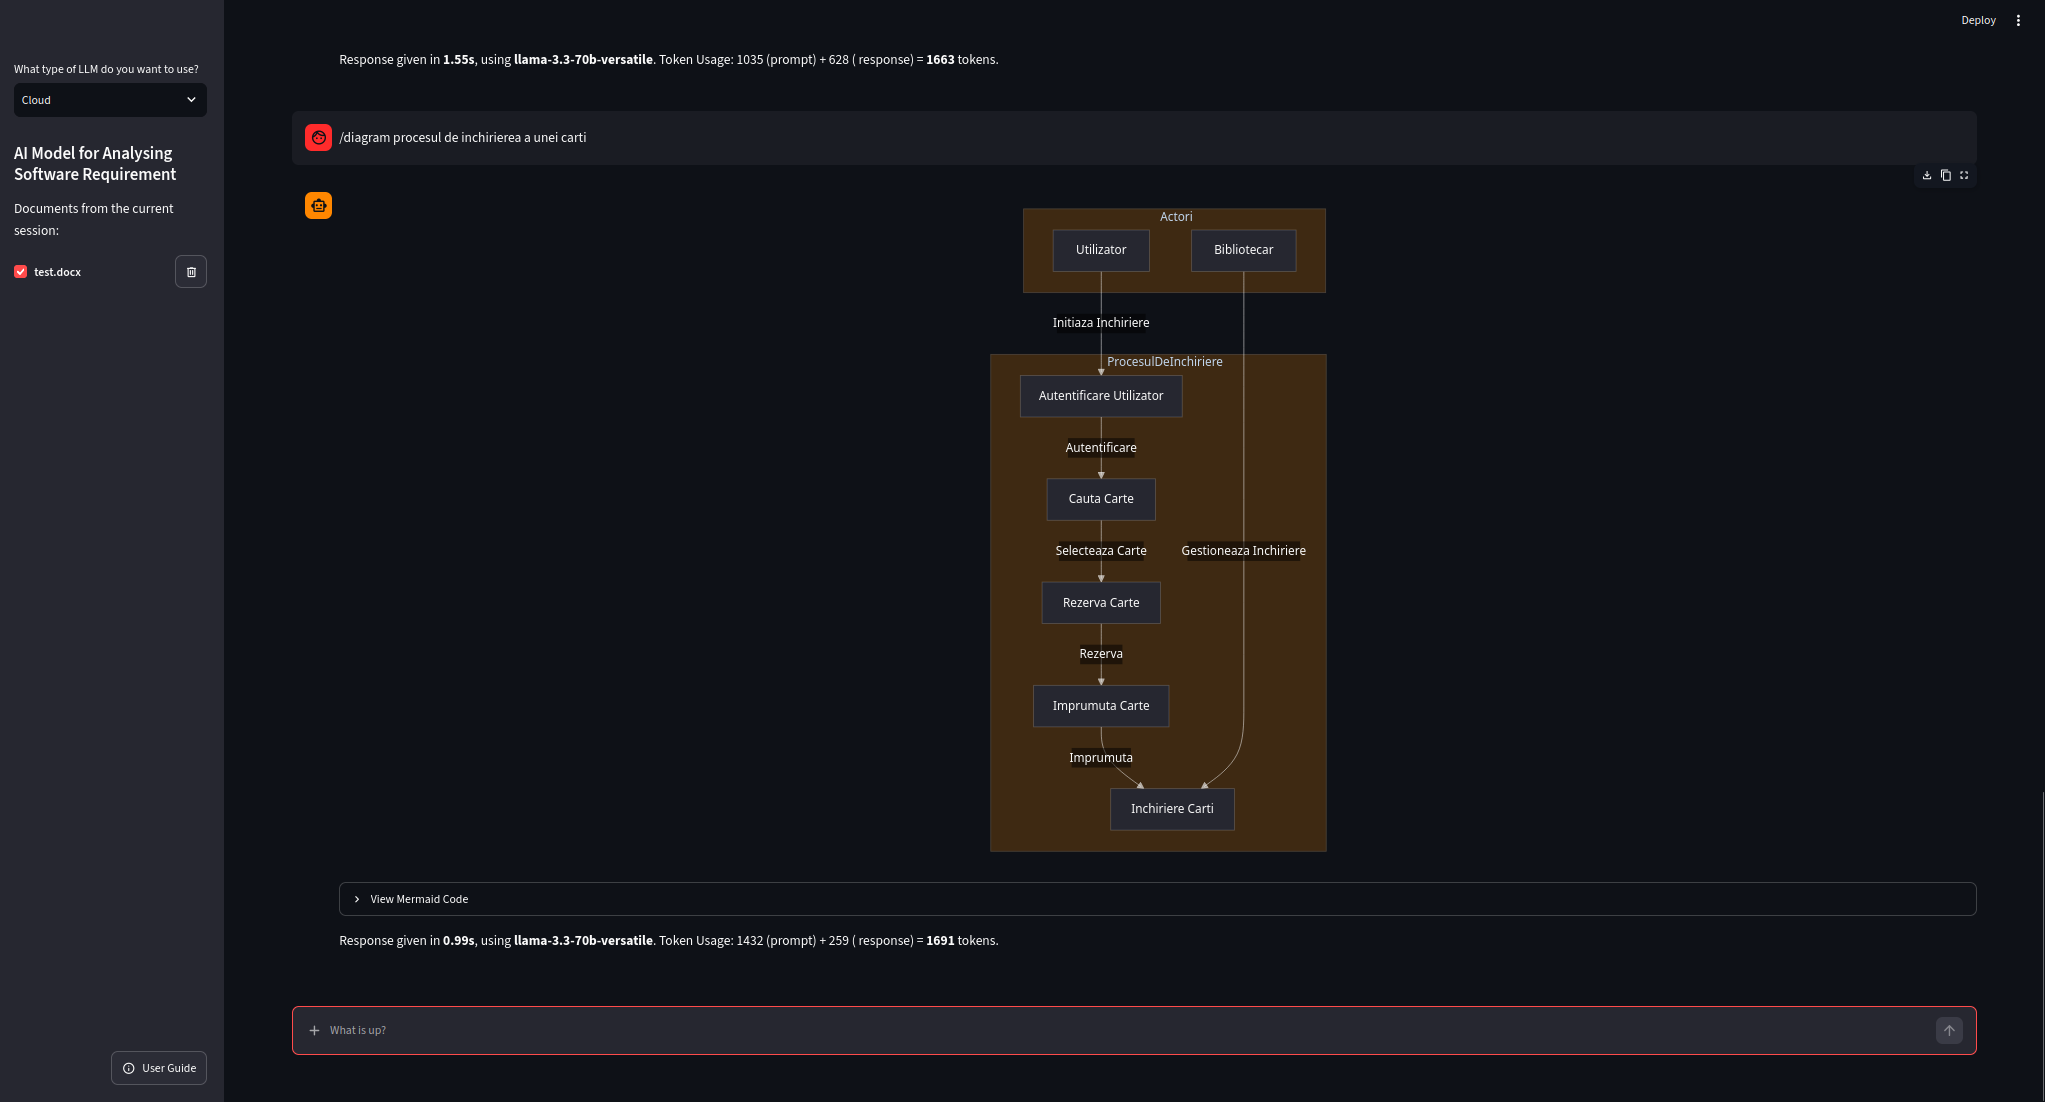 What type of LLM do you want to use?
Cloud
AI Model for Analysing
Software Requirement
Documents from the current
session:
test.docx
User Guide
Deploy
Response given in 1.55s, using llama-3.3-70b-versatile. Token Usage: 1035 (prompt) + 628 ( response) = 1663 tokens.
/diagram procesul de inchirierea a unei carti
Actori
Utilizator
Bibliotecar
Initiaza Inchiriere
ProcesulDeInchiriere
Autentificare Utilizator
Autentificare
Cauta Carte
Selecteaza Carte
Gestioneaza Inchiriere
Rezerva Carte
Rezerva
Imprumuta Carte
Imprumuta
Inchiriere Carti
View Mermaid Code
Response given in 0.99s, using llama-3.3-70b-versatile. Token Usage: 1432 (prompt) + 259 ( response) = 1691 tokens.
What is up?